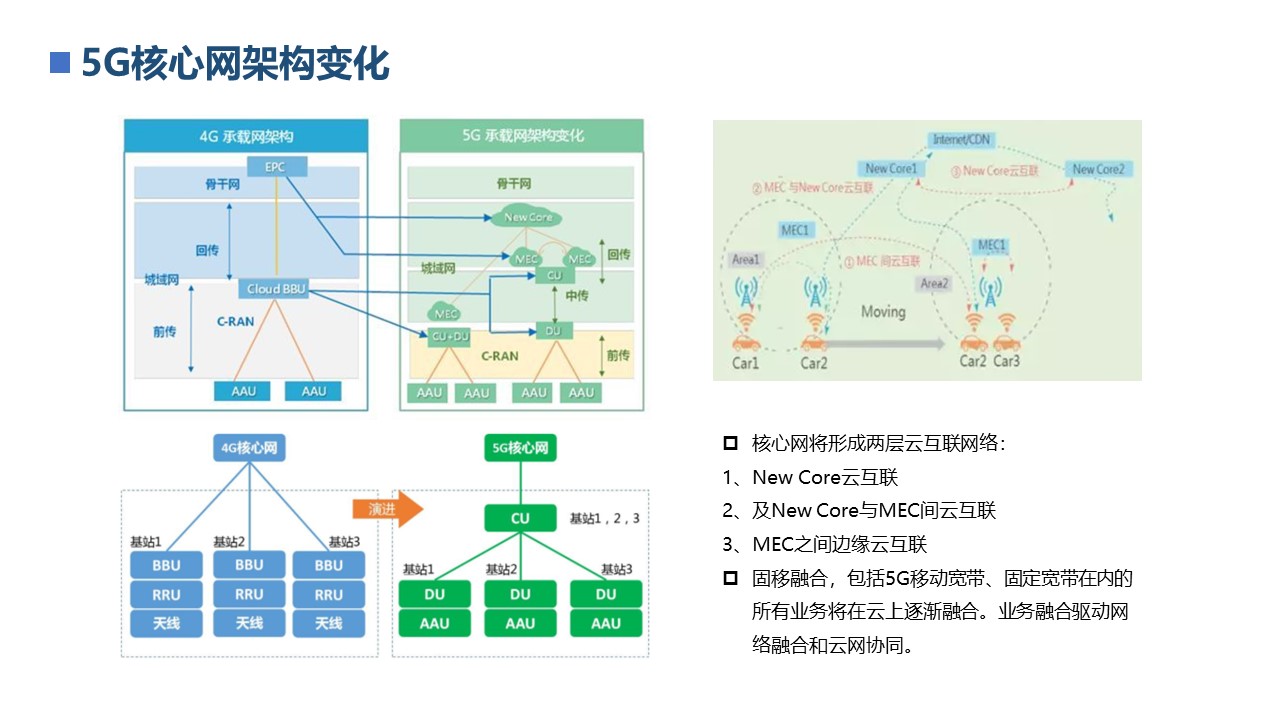 5G核心网架构变化
4G 承载网架构
EPC
骨干网
回传
城域网
Cloud BBU
C-RAN
前传
AAU
AAU
5G 承载网架构变化
骨干网
New Core
MEC
MEC
回传
城域网
CU
中传
MEC
CU+DU
DU
C-RAN
前传
AAU
AAU
AAU
AAU
Internet/CDN
New Core1
③ New Core云互联
New Core2
② MEC 与New Core云互联
MEC1
MEC1
Area1
① MEC 间云互联
Area2
Moving
Car1
Car2
Car2
Car3
4G核心网
基站1
基站2
基站3
BBU
BBU
BBU
RRU
RRU
RRU
天线
天线
天线
演进
5G核心网
CU
基站1，2，3
基站1
基站2
基站3
DU
DU
DU
AAU
AAU
AAU
核心网将形成两层云互联网络：
1、New Core云互联
2、及New Core与MEC间云互联
3、MEC之间边缘云互联
固移融合，包括5G移动宽带、固定宽带在内的
所有业务将在云上逐渐融合。业务融合驱动网
络融合和云网协同。